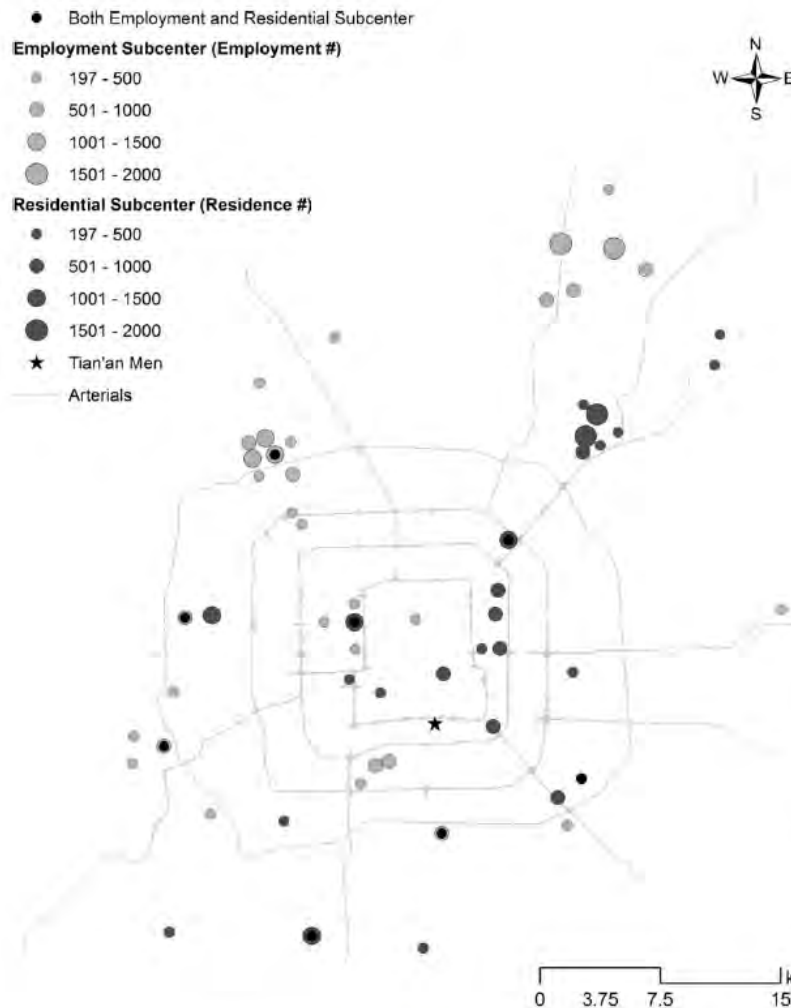 Both Employment and Residential Subcenter
Employment Subcenter (Employment #)
197 - 500
501 - 1000
1001 - 1500
1501 - 2000
Residential Subcenter (Residence #)
197 - 500
501 - 1000
1001 - 1500
1501 - 2000
Tian'an Men
Arterials
N
W E
S
0 3.75 7.5 15